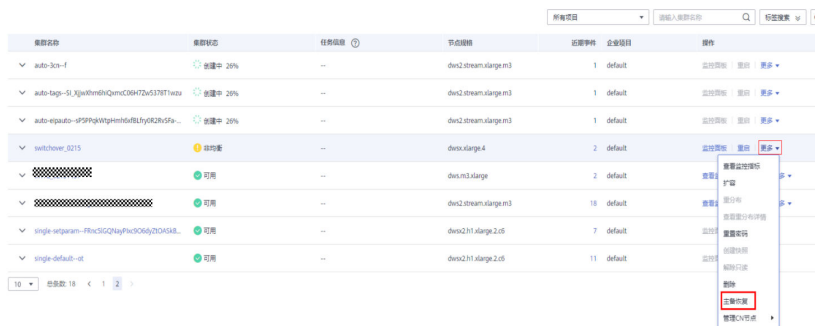 所有项目 请输入集群名称 标签搜索
集群名称 集群状态 任务信息 节点规格 近期事件 企业项目 操作
auto-3cn--f 创建中 26% -- dws2.stream.xlarge.m3 1 default 监控面板 重启 更多
创建中 26% -- dws2.stream.xlarge.m3 1 default 监控面板 重启 更多
创建中 26% -- dws2.stream.xlarge.m3 1 default 监控面板 重启 更多
switchover_0215 非均衡 -- dwsx.xlarge.4 2 default 监控面板 重启 更多
可用 -- dws.m3.xlarge 2 default
可用 -- dws2.stream.xlarge.m3 18 default
可用 -- dwsx2.h1.xlarge.2.c6 7 default
single-default--ot 可用 -- dwsx2.h1.xlarge.2.c6 11 default
查看监控指标
扩容
重分布
查看重分布详情
重置密码
创建快照
解除只读
删除
主备恢复
管理CN节点
10 总条数: 18 < 1 2 >